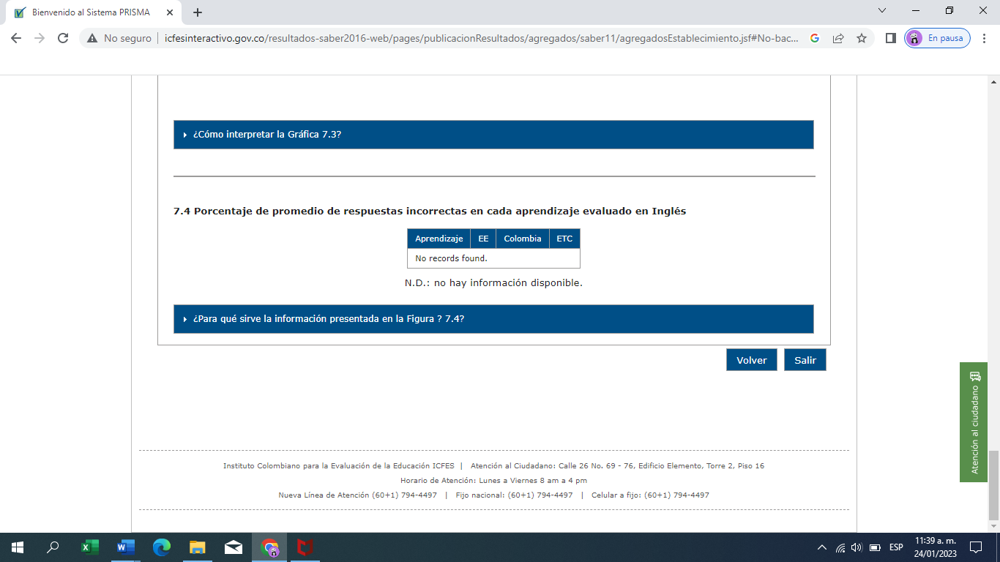 Bienvenido al Sistema PRISMA
No seguro
icfesinteractivo.gov.co/resultados-saber2016-web/pages/publicacionResultados/agregados/saber11/agregadosEstablecimiento.jsf#No-bac...
En pausa
¿Cómo interpretar la Gráfica 7.3?
7.4 Porcentaje de promedio de respuestas incorrectas en cada aprendizaje evaluado en Inglés
Aprendizaje EE Colombia ETC
No records found.
N.D.: no hay información disponible.
¿Para qué sirve la información presentada en la Figura ? 7.4?
Volver Salir
Atención al ciudadano
Instituto Colombiano para la Evaluación de la Educación ICFES | Atención al Ciudadano: Calle 26 No. 69 - 76, Edificio Elemento, Torre 2, Piso 16
Horario de Atención: Lunes a Viernes 8 am a 4 pm
Nueva Línea de Atención (60+1) 794-4497 | Fijo nacional: (60+1) 794-4497 | Celular a fijo: (60+1) 794-4497
ESP
11:39 a. m.
24/01/2023